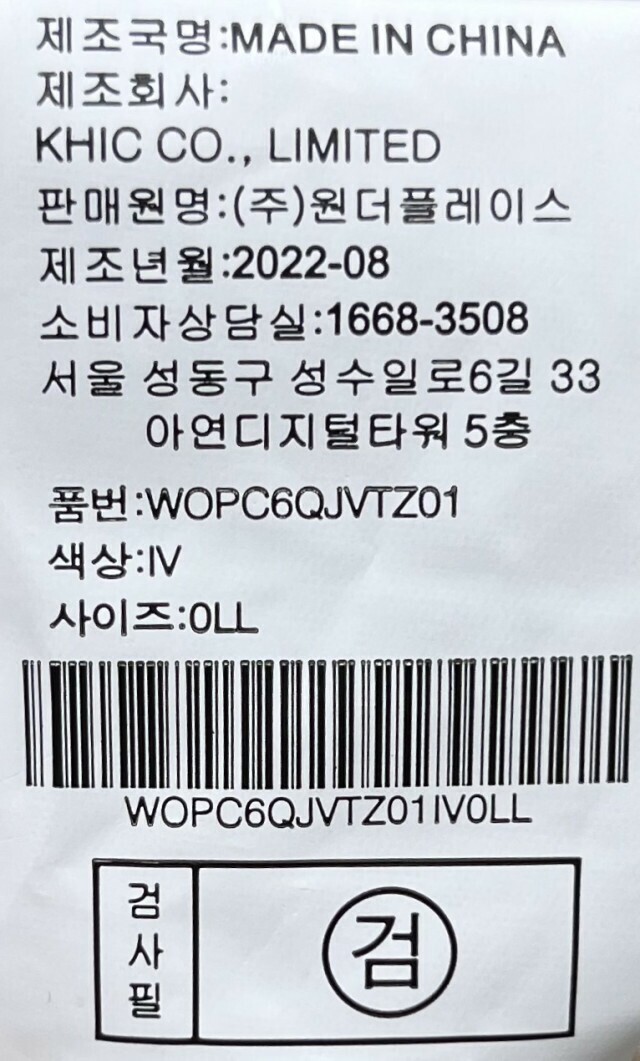 제조국명:MADE IN CHINA
제조회사:
KHIC CO., LIMITED
판매원명:(주)원더플레이스
제조년월:2022-08
소비자상담실:1668-3508
서울 성동구 성수일로6길 33
아연디지털타워 5층
품번:WOPC6QJVTZ01
색상:IV
사이즈:0LL
WOPC6QJVTZ01IV0LL
검사필
검